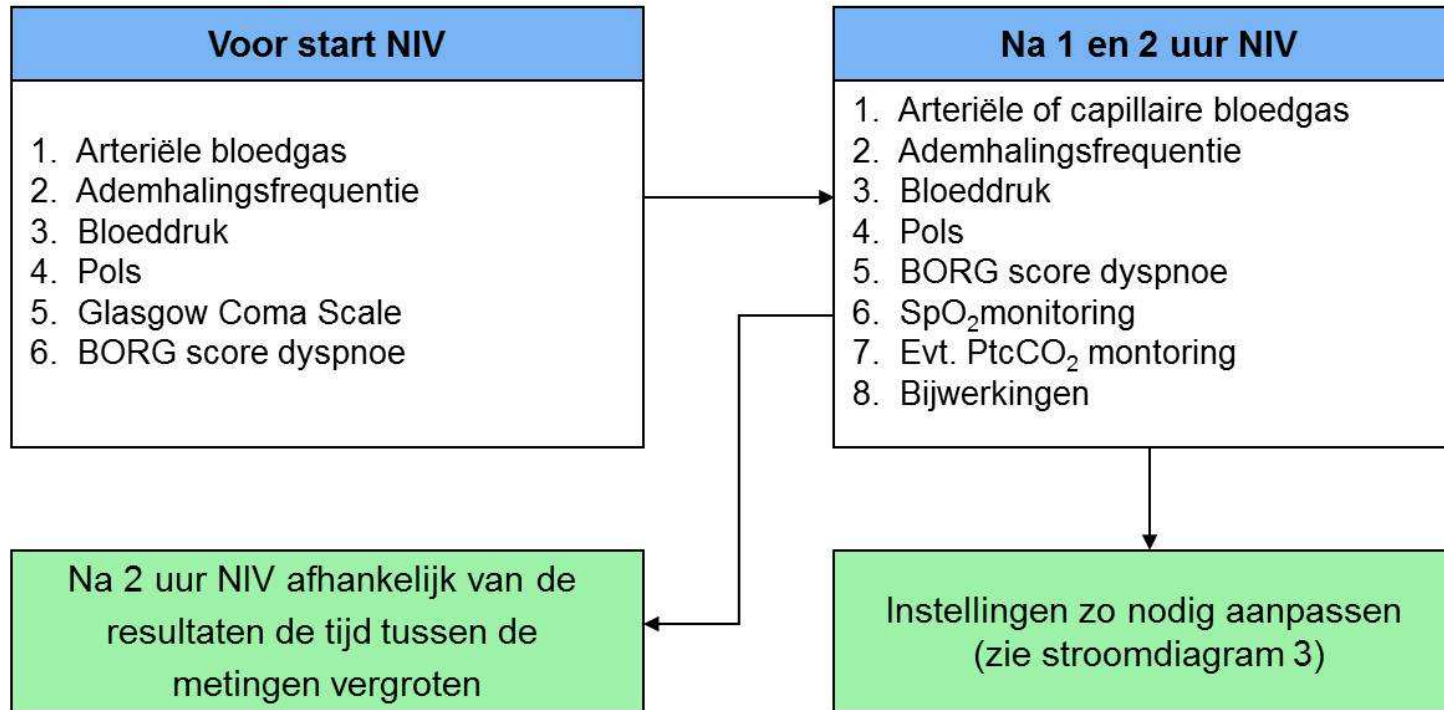 Voor start NIV
1. Arteriële bloedgas
2. Ademhalingsfrequentie
3. Bloeddruk
4. Pols
5. Glasgow Coma Scale
6. BORG score dyspnoe
Na 1 en 2 uur NIV
1. Arteriële of capillaire bloedgas
2. Ademhalingsfrequentie
3. Bloeddruk
4. Pols
5. BORG score dyspnoe
6. SpO₂monitoring
7. Evt. PtcCO₂ montoring
8. Bijwerkingen
Na 2 uur NIV afhankelijk van de
resultaten de tijd tussen de
metingen vergroten
Instellingen zo nodig aanpassen
(zie stroomdiagram 3)